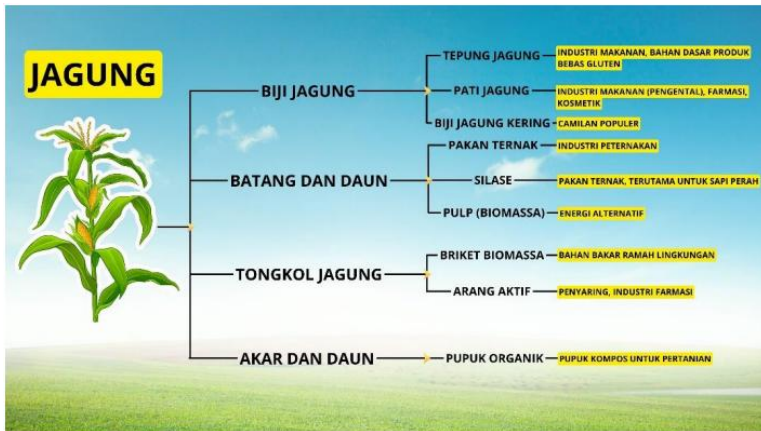 JAGUNG
BIJI JAGUNG
TEPUNG JAGUNG
INDUSTRI MAKANAN, BAHAN DASAR PRODUK
BEBAS GLUTEN
PATI JAGUNG
INDUSTRI MAKANAN (PENGENTAL), FARMASI,
KOSMETIK
BIJI JAGUNG KERING
CAMILAN POPULER
BATANG DAN DAUN
PAKAN TERNAK
INDUSTRI PETERNAKAN
SILASE
PAKAN TERNAK, TERUTAMA UNTUK SAPI PERAH
PULP (BIOMASSA)
ENERGI ALTERNATIF
TONGKOL JAGUNG
BRIKET BIOMASSA
BAHAN BAKAR RAMAH LINGKUNGAN
ARANG AKTIF
PENYARING, INDUSTRI FARMASI
AKAR DAN DAUN
PUPUK ORGANIK
PUPUK KOMPOS UNTUK PERTANIAN